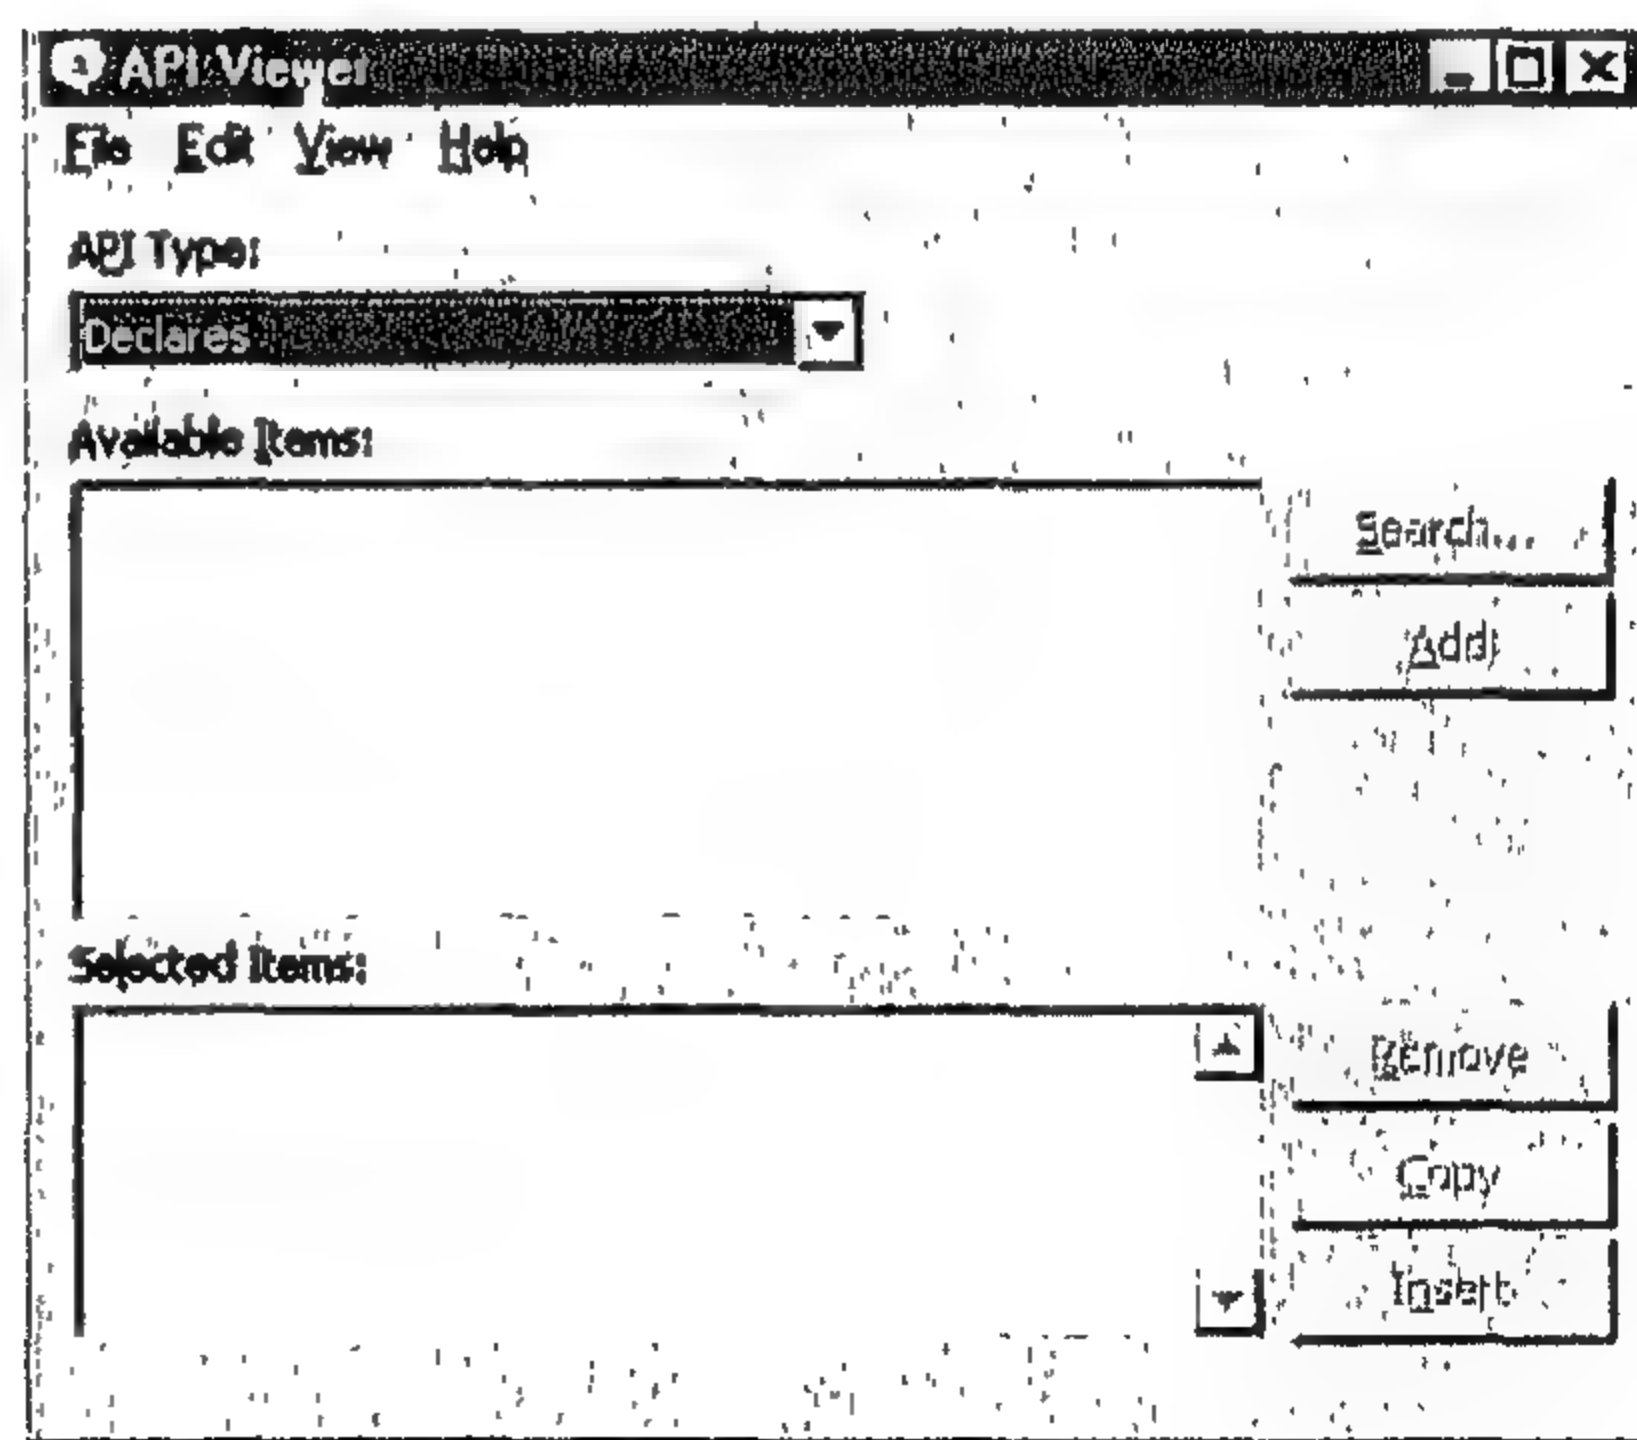 API Viewer
File Edit View Help
API Type:
Declares
Available Items:
Search...
Add
Selected Items:
Remove
Copy
Insert